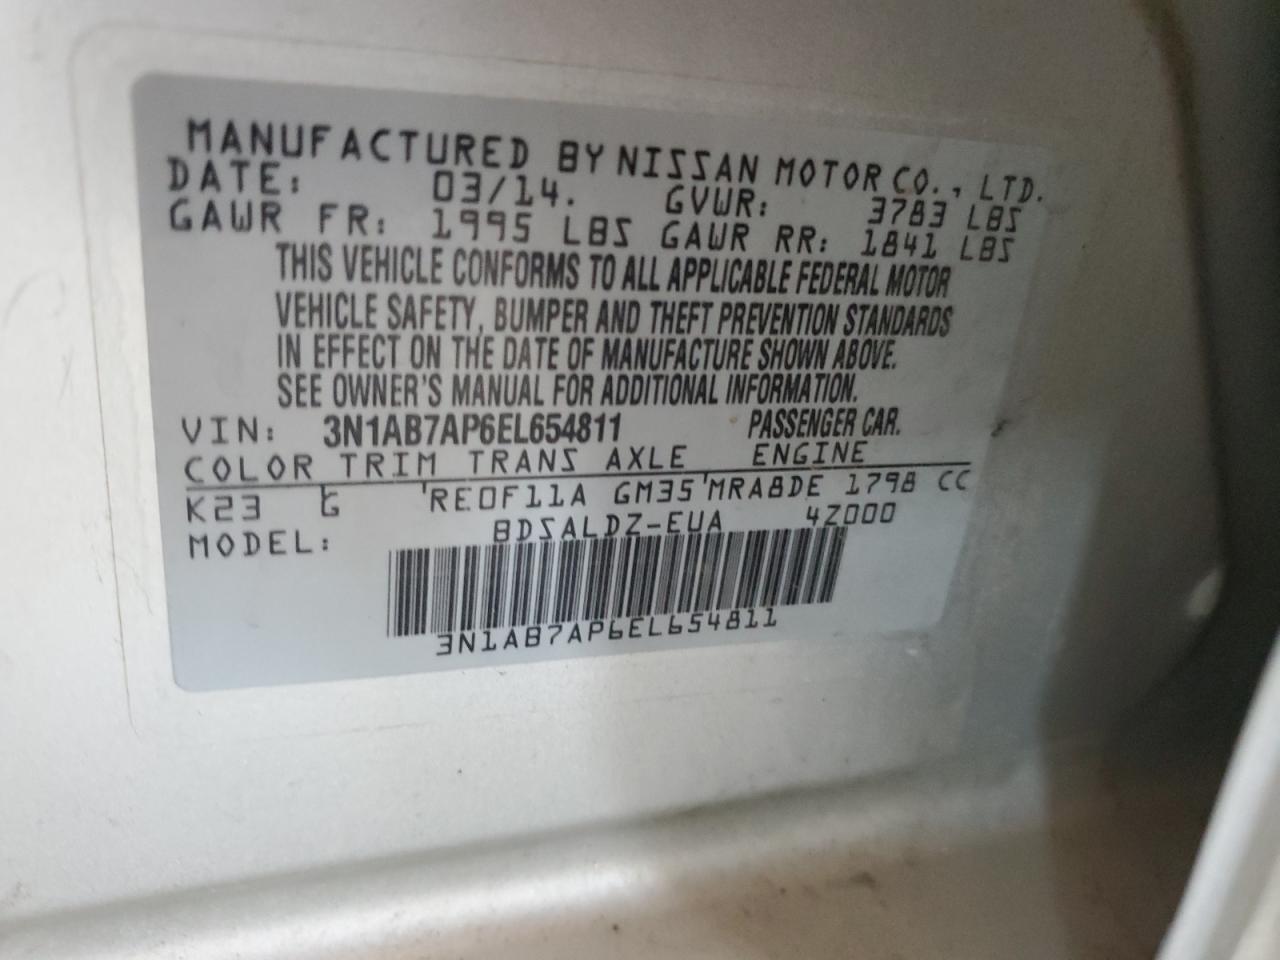 MANUFACTURED BY NISSAN MOTOR CO., LTD.
DATE: 03/14. GVWR: 3783 LBS
GAWR FR: 1995 LBS GAWR RR: 1841 LBS
THIS VEHICLE CONFORMS TO ALL APPLICABLE FEDERAL MOTOR
VEHICLE SAFETY, BUMPER AND THEFT PREVENTION STANDARDS
IN EFFECT ON THE DATE OF MANUFACTURE SHOWN ABOVE.
SEE OWNER'S MANUAL FOR ADDITIONAL INFORMATION.
VIN: 3N1AB7AP6EL654811 PASSENGER CAR.
COLOR TRIM TRANS AXLE ENGINE
K23 G RE0F11A GM35 MRA8DE 1798 CC
MODEL: BDSALDZ-EUA 4Z000
3N1AB7AP6EL654811